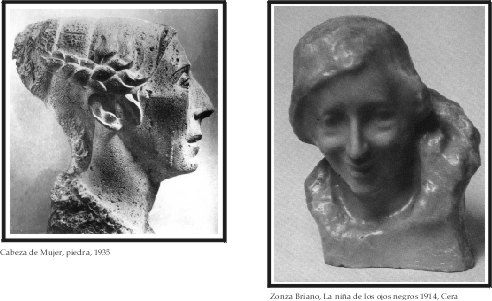 Cabeza de Mujer, piedra, 1935
Zonza Briano, La niña de los ojos negros 1914, Cera